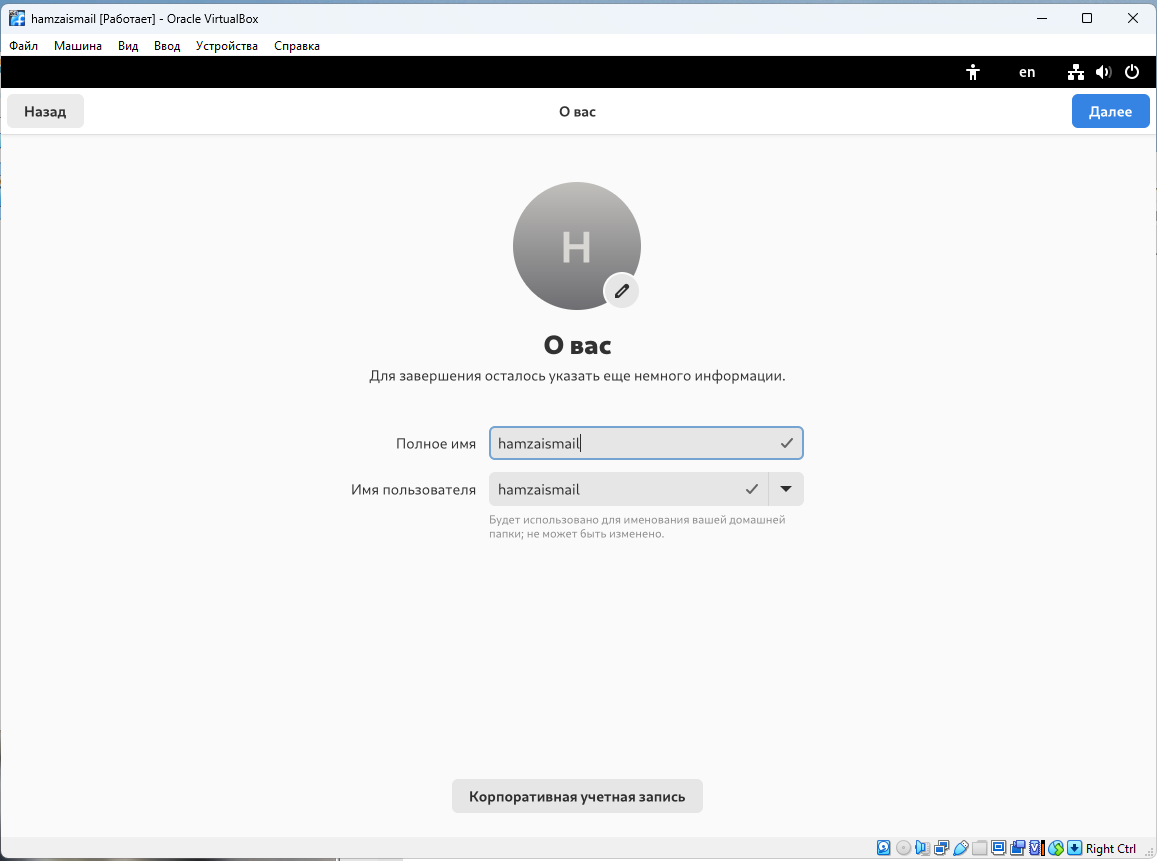 hamzaismail [Работает] - Oracle VirtualBox
Файл Машина Вид Ввод Устройства Справка
en
Назад О вас Далее
H
О вас
Для завершения осталось указать еще немного информации.
Полное имя hamzaismail
Имя пользователя hamzaismail
Будет использовано для именования вашей домашней
папки; не может быть изменено.
Корпоративная учетная запись
Right Ctrl